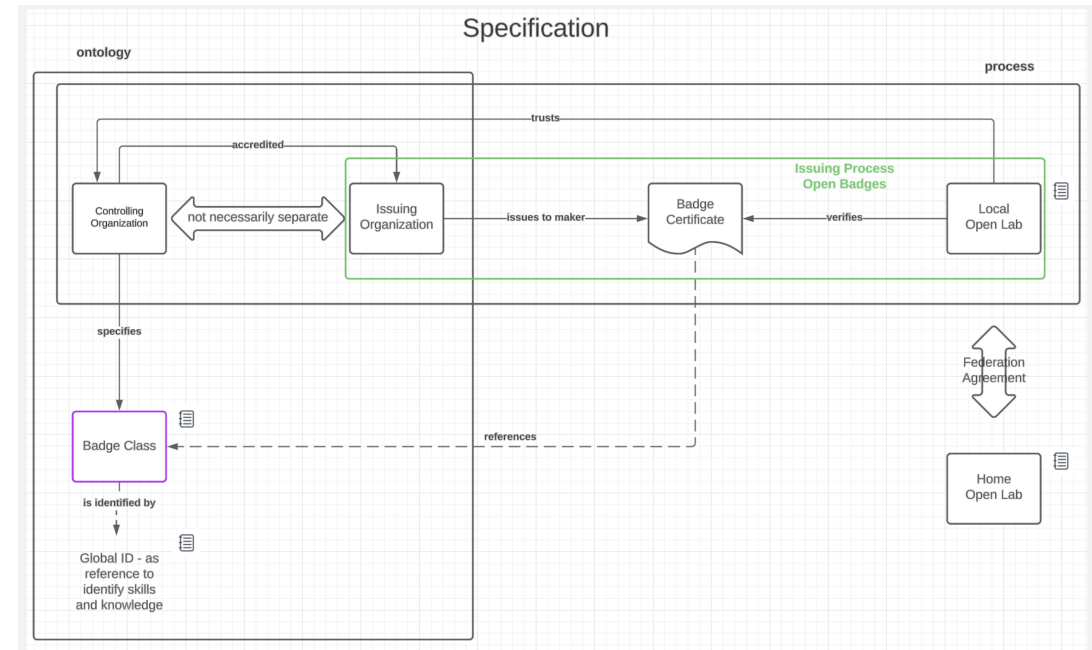 Specification
ontology
process
trusts
accredited
Issuing Process
Open Badges
Controlling
Organization
not necessarily separate
Issuing
Organization
issues to maker
Badge
Certificate
verifies
Local
Open Lab
specifies
Federation
Agreement
Badge Class
references
Home
Open Lab
is identified by
Global ID - as
reference to
identify skills
and knowledge